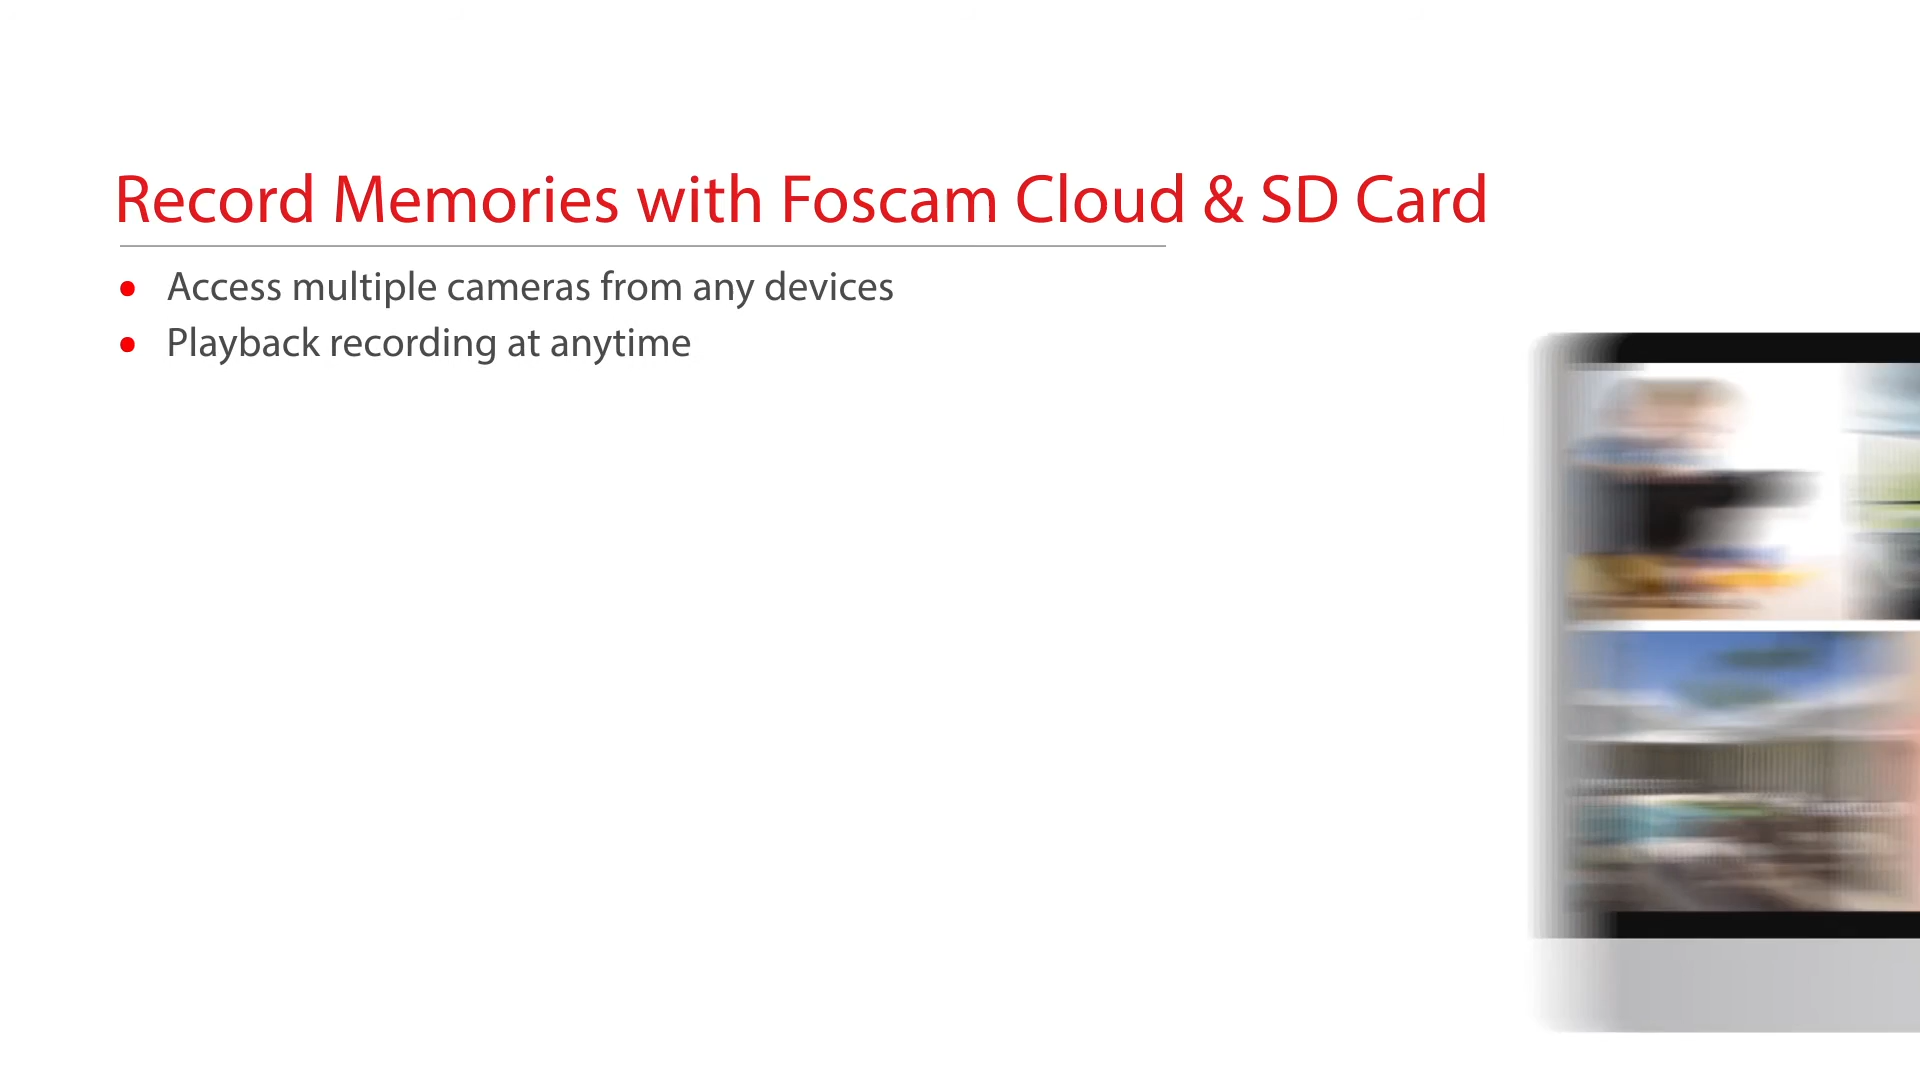 Record Memories with Foscam Cloud & SD Card
Access multiple cameras from any devices
Playback recording at anytime